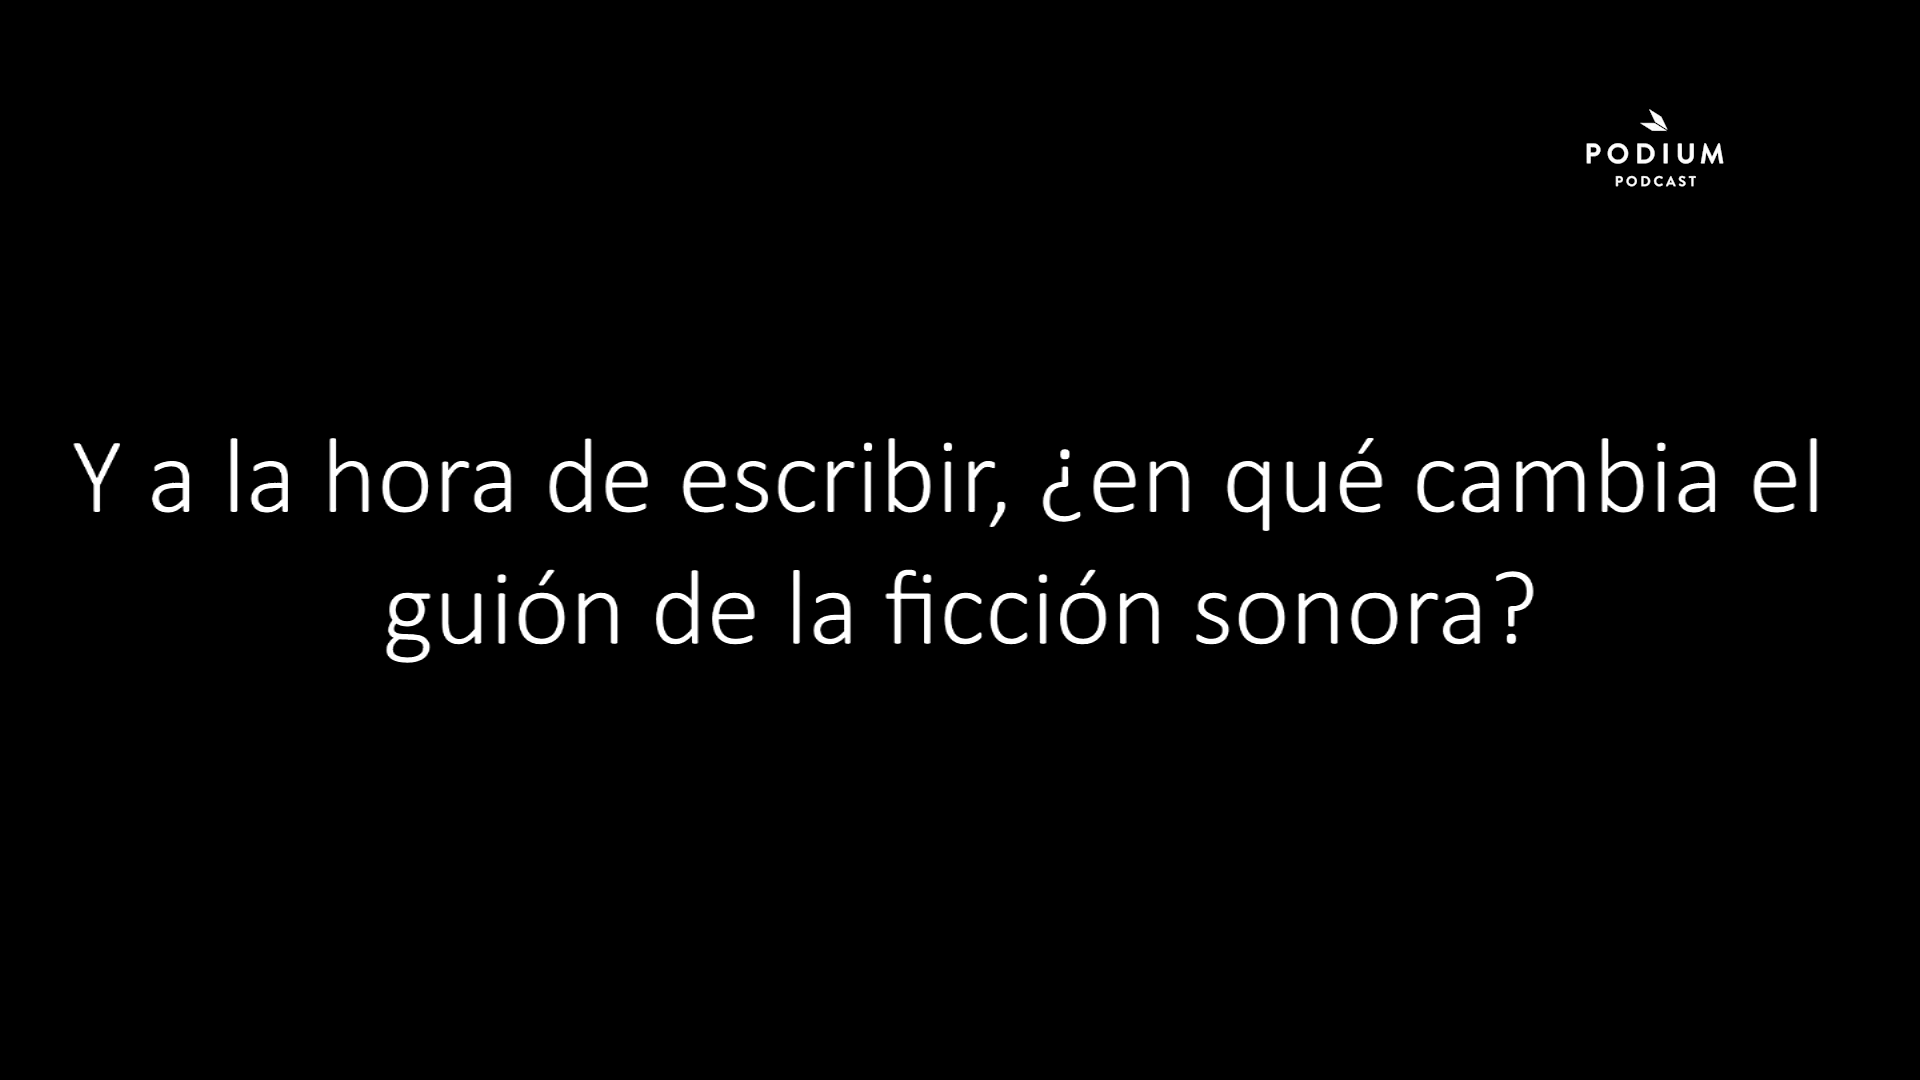 PODIUM
PODCAST
Y a la hora de escribir, ¿en qué cambia el
guión de la ficción sonora?